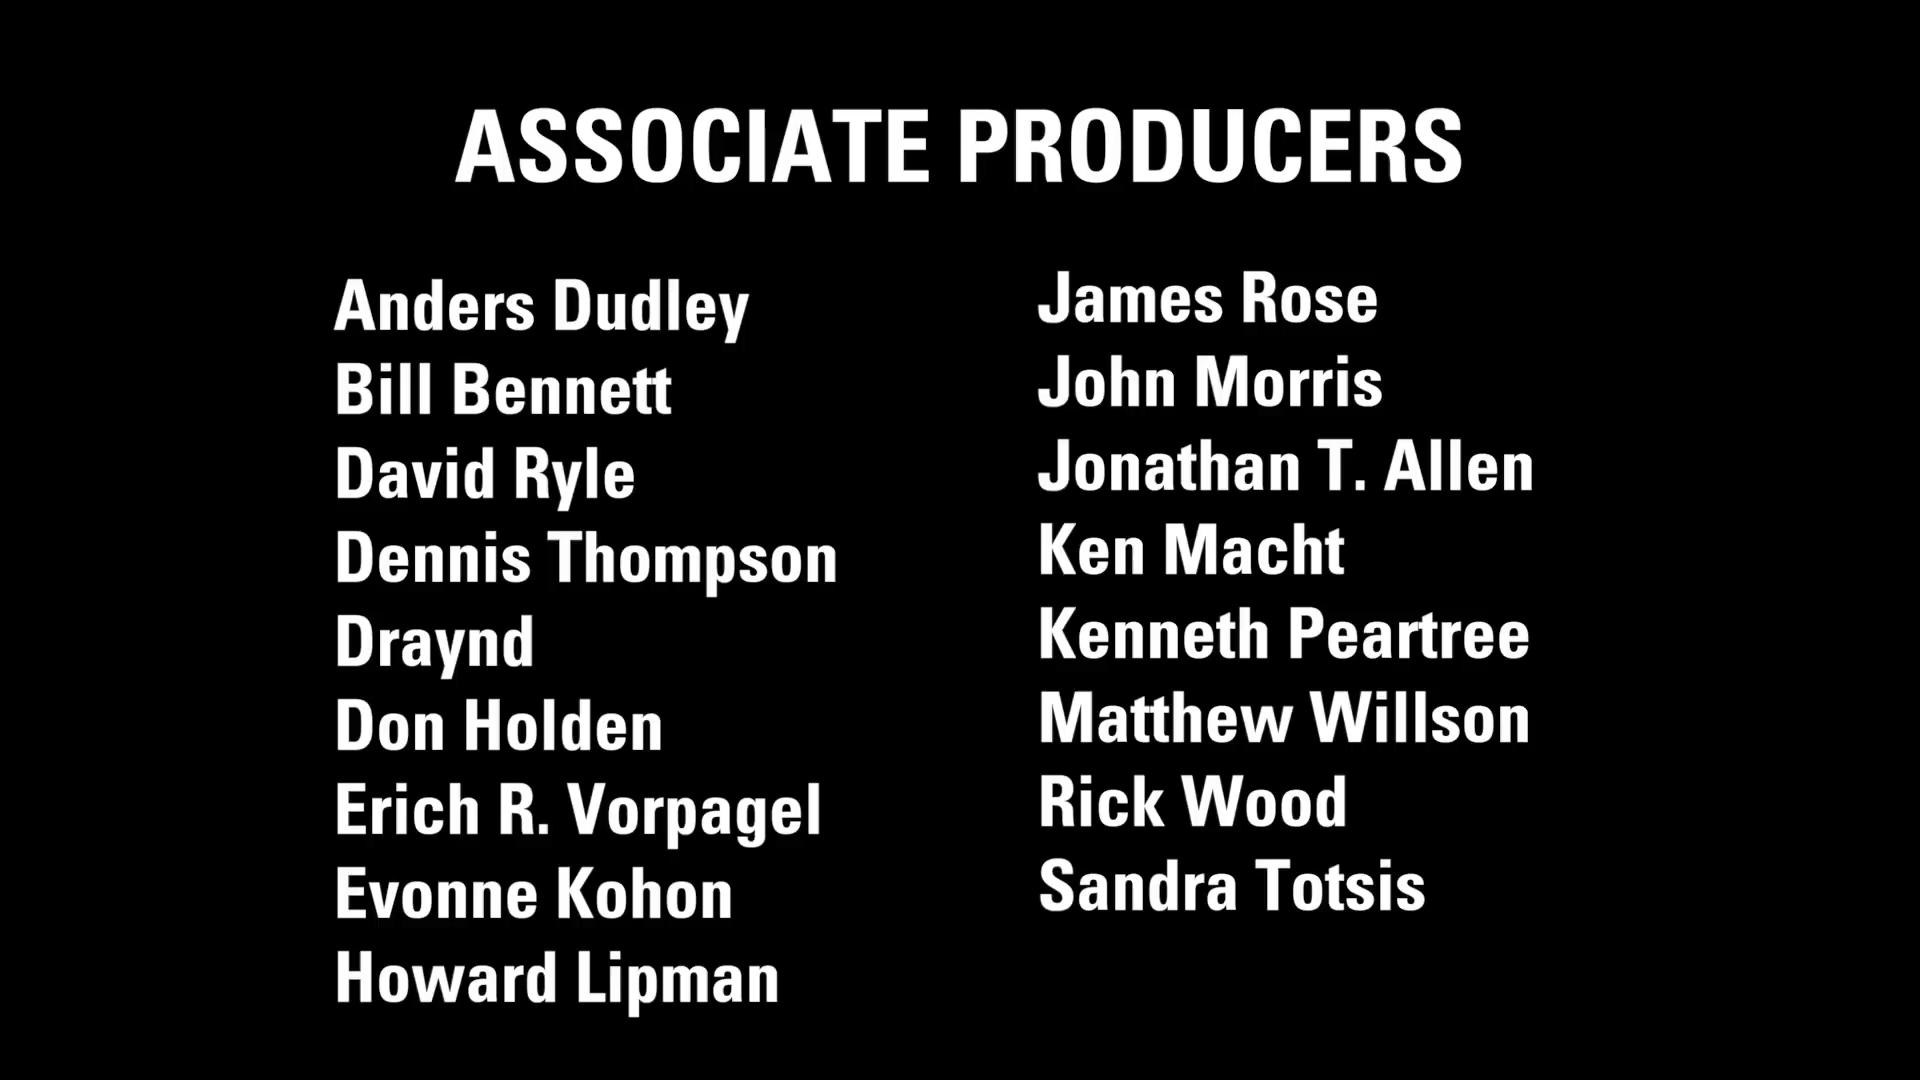 ASSOCIATE PRODUCERS
Anders Dudley
Bill Bennett
David Ryle
Dennis Thompson
Draynd
Don Holden
Erich R. Vorpagel
Evonne Kohon
Howard Lipman
James Rose
John Morris
Jonathan T. Allen
Ken Macht
Kenneth Peartree
Matthew Willson
Rick Wood
Sandra Totsis